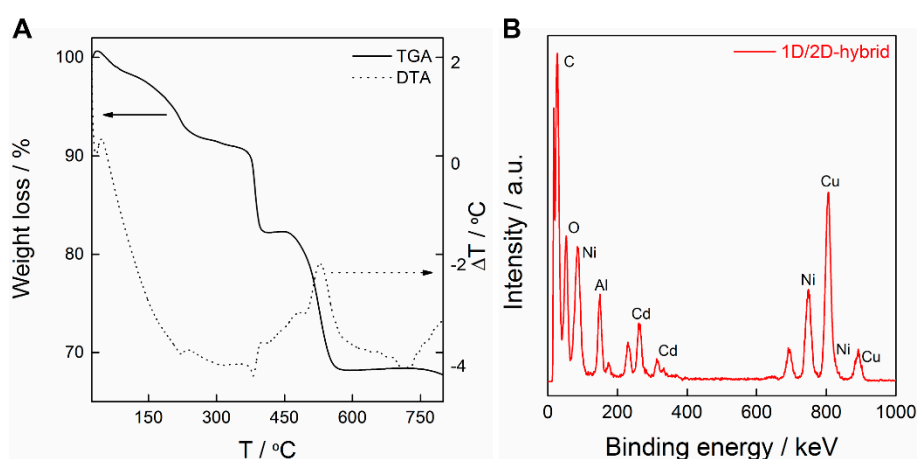 A
100
90
80
70
Weight loss / %
150
300
450
600
750
T / °C
TGA
DTA
2
0
-2
-4
ΔT / °C
B
1D/2D-hybrid
C
O
Ni
Al
Cd
Cd
Ni
Cu
Ni
Cu
Intensity / a.u.
0
200
400
600
800
1000
Binding energy / keV